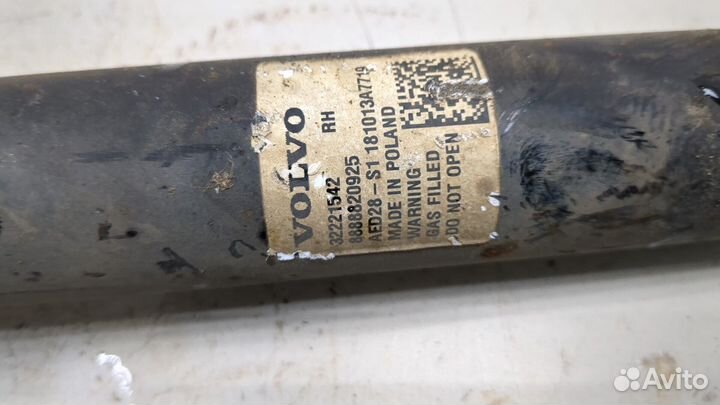 VOLVO
32221542 RH
8888820925
AED28-S1 181013A7719
MADE IN POLAND
WARNING
GAS FILLED
DO NOT OPEN
Avito